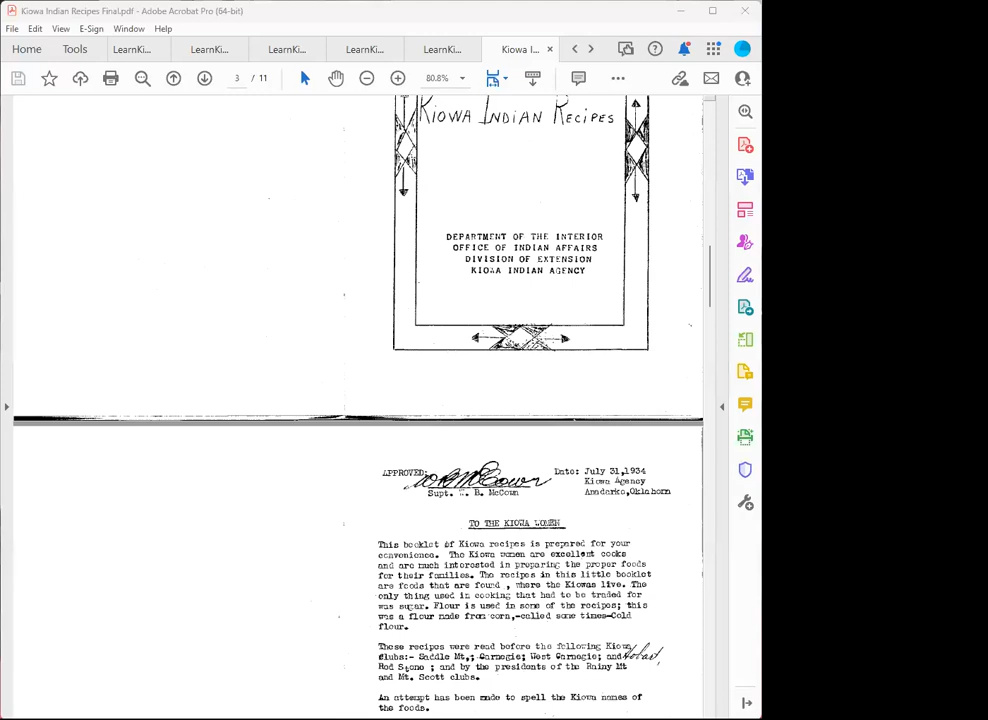 Kiowa Indian Recipes Final.pdf - Adobe Acrobat Pro (64-bit)
File Edit View E-Sign Window Help
Home Tools LearnKi... LearnKi... LearnKi... LearnKi... LearnKi... Kiowa I... ×
3 / 11 80.8%
KIOWA INDIAN RECIPES
DEPARTMENT OF THE INTERIOR
OFFICE OF INDIAN AFFAIRS
DIVISION OF EXTENSION
KIOWA INDIAN AGENCY
APPROVED: W B McCown Date: July 31,1934
Supt. W. B. McCown Kiowa Agency
Anadarko,Oklahoma
TO THE KIOWA WOMEN
This booklet of Kiowa recipes is prepared for your
convenience. The Kiowa women are excellent cooks
and are much interested in preparing the proper foods
for their families. The recipes in this little booklet
are foods that are found , where the Kiowas live. The
only thing used in cooking that had to be traded for
was sugar. Flour is used in some of the recipes; this
was a flour made from corn,-called some times-Cold
flour.
These recipes were read before the following Kiowa
clubs:- Saddle Mt.; Carnegie; West Carnegie; and Hobart,
Red Stone ; and by the presidents of the Rainy Mt
and Mt. Scott clubs.
An attempt has been made to spell the Kiowa names of
the foods.